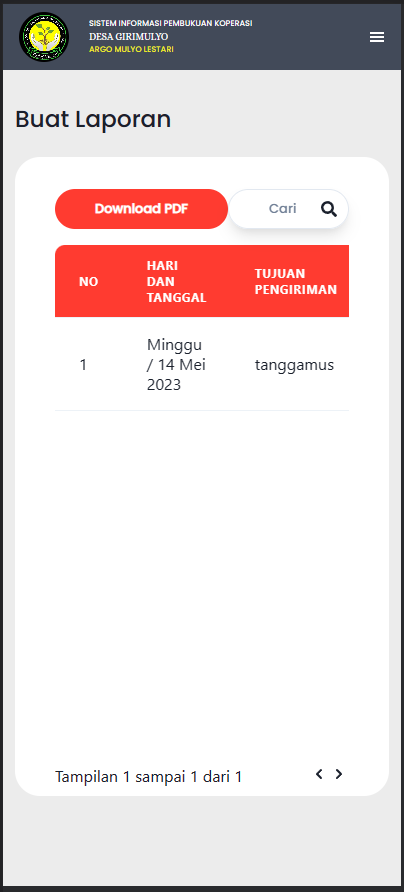 SISTEM INFORMASI PEMBUKUAN KOPERASI
DESA GIRIMULYO
ARGO MULYO LESTARI
Buat Laporan
Download PDF
Cari
NO
HARI
DAN
TANGGAL
TUJUAN
PENGIRIMAN
1
Minggu
/ 14 Mei
2023
tanggamus
Tampilan 1 sampai 1 dari 1